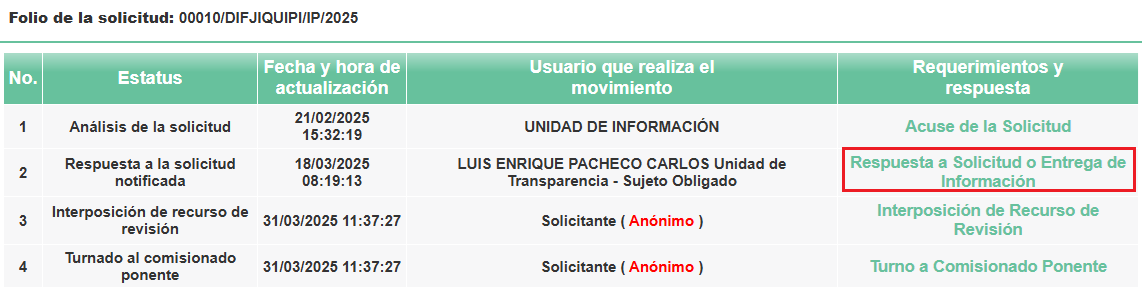 Folio de la solicitud: 00010/DIFJIQUIPI/IP/2025
No. Estatus Fecha y hora de actualización Usuario que realiza el movimiento Requerimientos y respuesta
1 Análisis de la solicitud 21/02/2025 15:32:19 UNIDAD DE INFORMACIÓN Acuse de la Solicitud
2 Respuesta a la solicitud notificada 18/03/2025 08:19:13 LUIS ENRIQUE PACHECO CARLOS Unidad de Transparencia - Sujeto Obligado Respuesta a Solicitud o Entrega de Información
3 Interposición de recurso de revisión 31/03/2025 11:37:27 Solicitante ( Anónimo ) Interposición de Recurso de Revisión
4 Turnado al comisionado ponente 31/03/2025 11:37:27 Solicitante ( Anónimo ) Turno a Comisionado Ponente